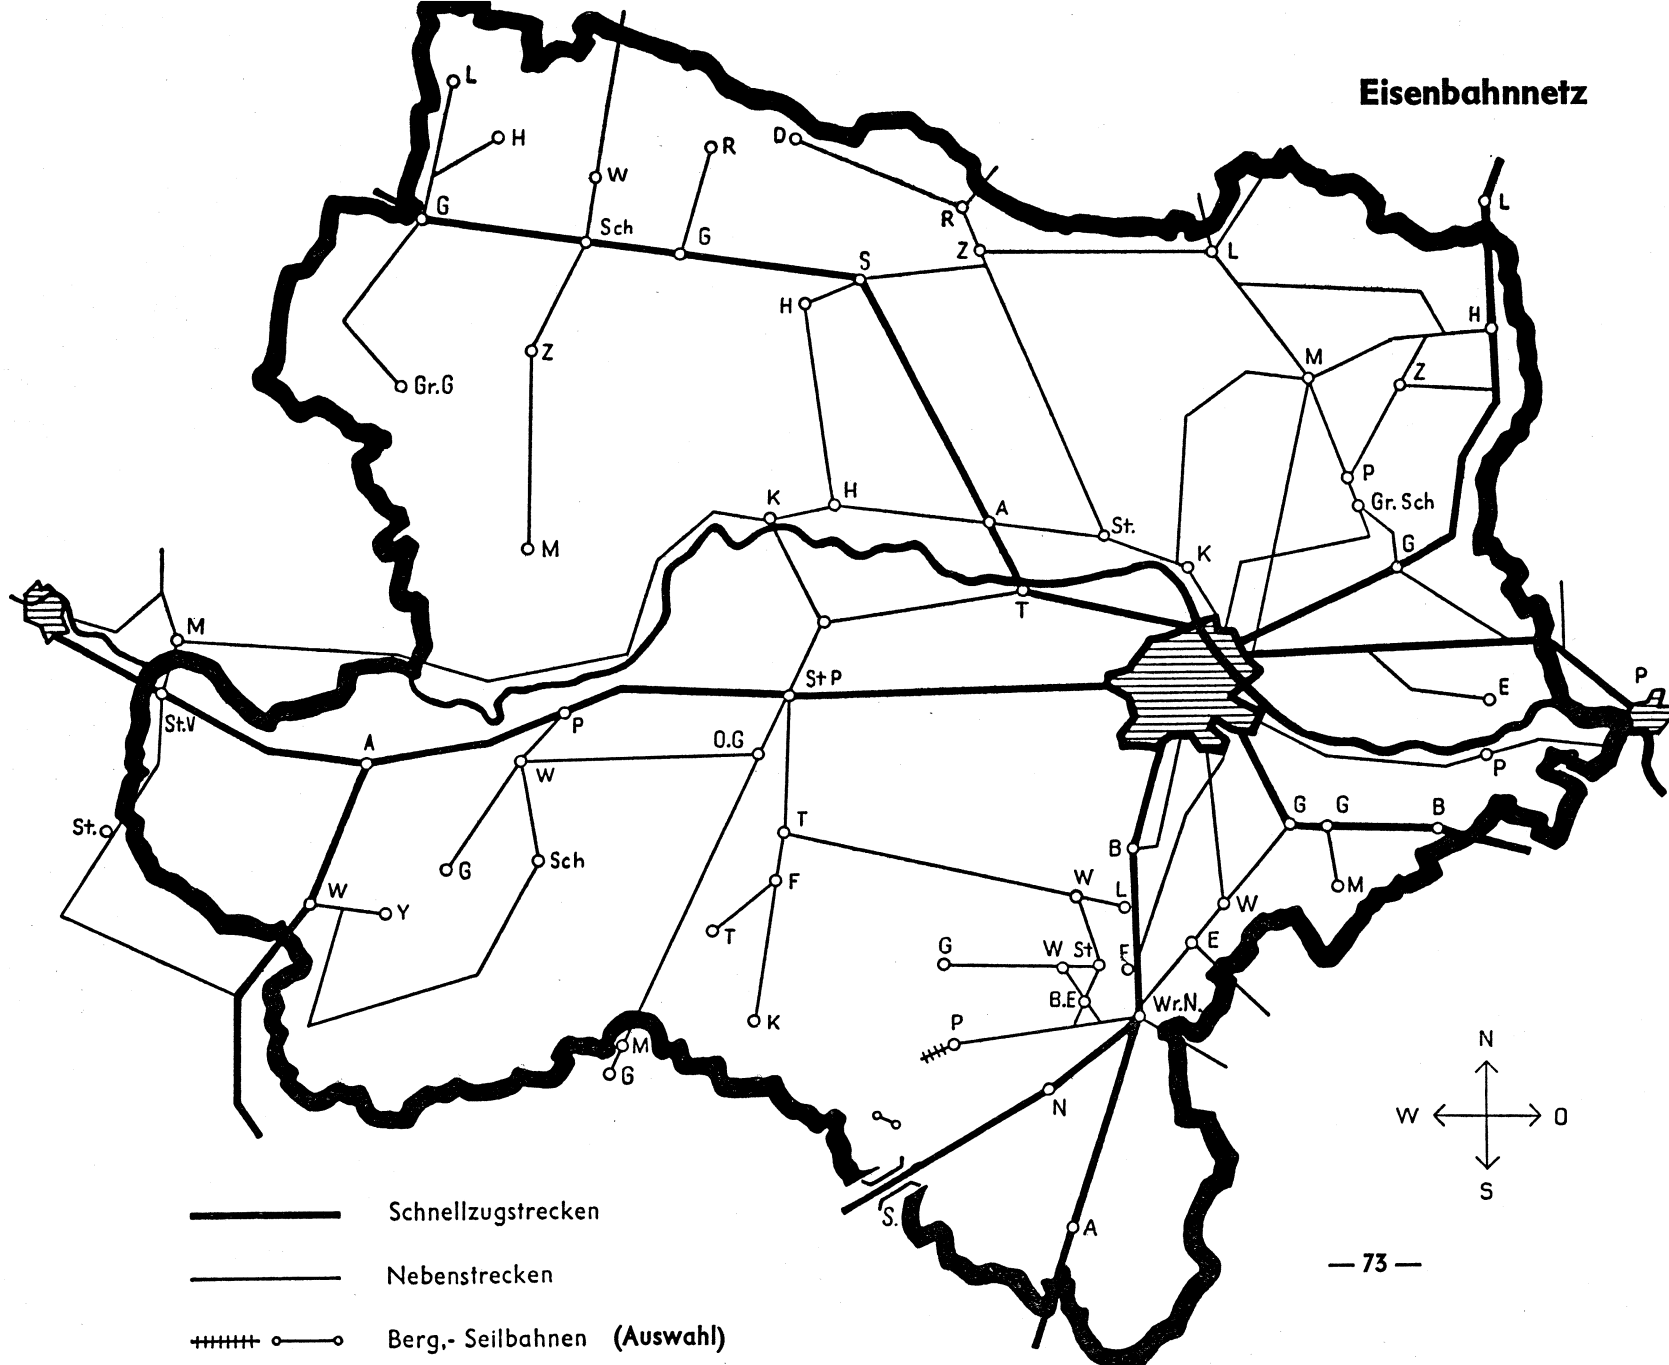 Eisenbahnnetz
L
H
W
R
D
G
Sch
G
R
Z
L
L
S
H
H
Z
M
Z
Gr.G
P
K
H
A
St.
Gr.Sch
M
K
G
T
M
St P
E
P
St.V
A
P
O.G
W
P
St.
T
G
G
B
G
Sch
B
F
W
L
M
W
Y
T
W
E
G
W
St
E
B.E
Wr.N.
K
P
M
G
N
N
W
O
S
S.
A
Schnellzugstrecken
Nebenstrecken
Berg,- Seilbahnen (Auswahl)
— 73 —